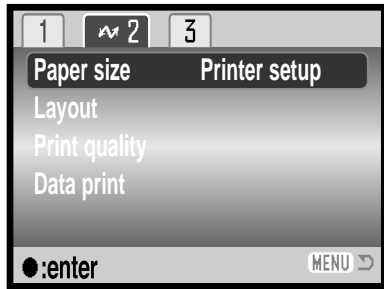 1 2 3
Paper size Printer setup
Layout
Print quality
Data print
●:enter MENU